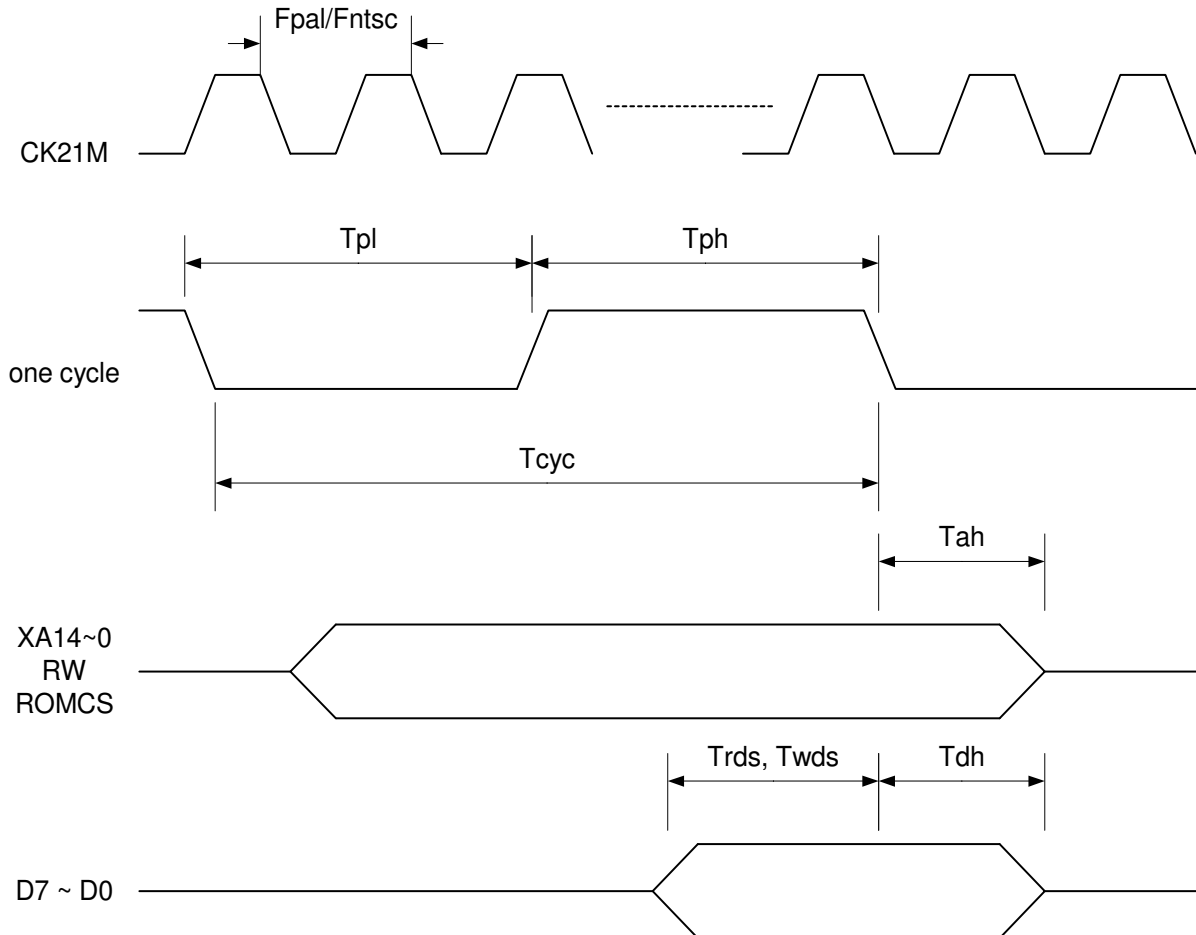 Fpal/Fntsc
CK21M
Tpl
Tph
one cycle
Tcyc
Tah
XA14~0
RW
ROMCS
Trds, Twds
Tdh
D7 ~ D0